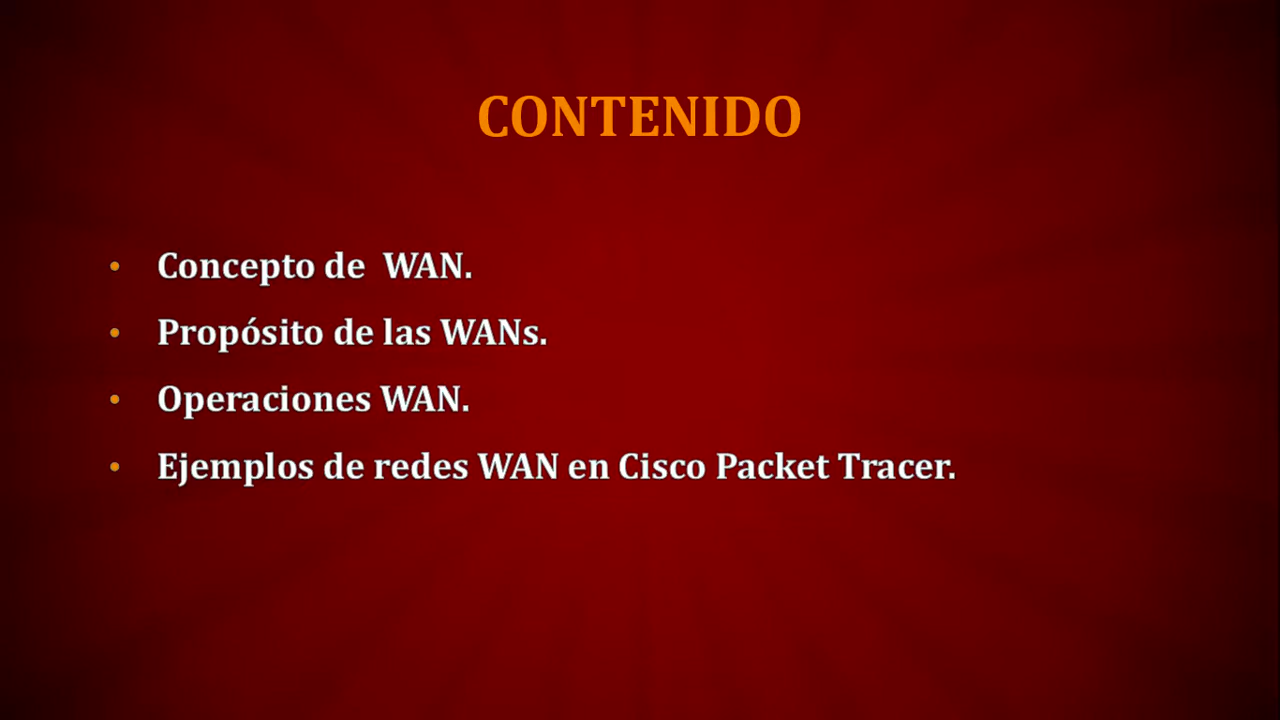 CONTENIDO
• Concepto de  WAN.
• Propósito de las WANs.
• Operaciones WAN.
• Ejemplos de redes WAN en Cisco Packet Tracer.